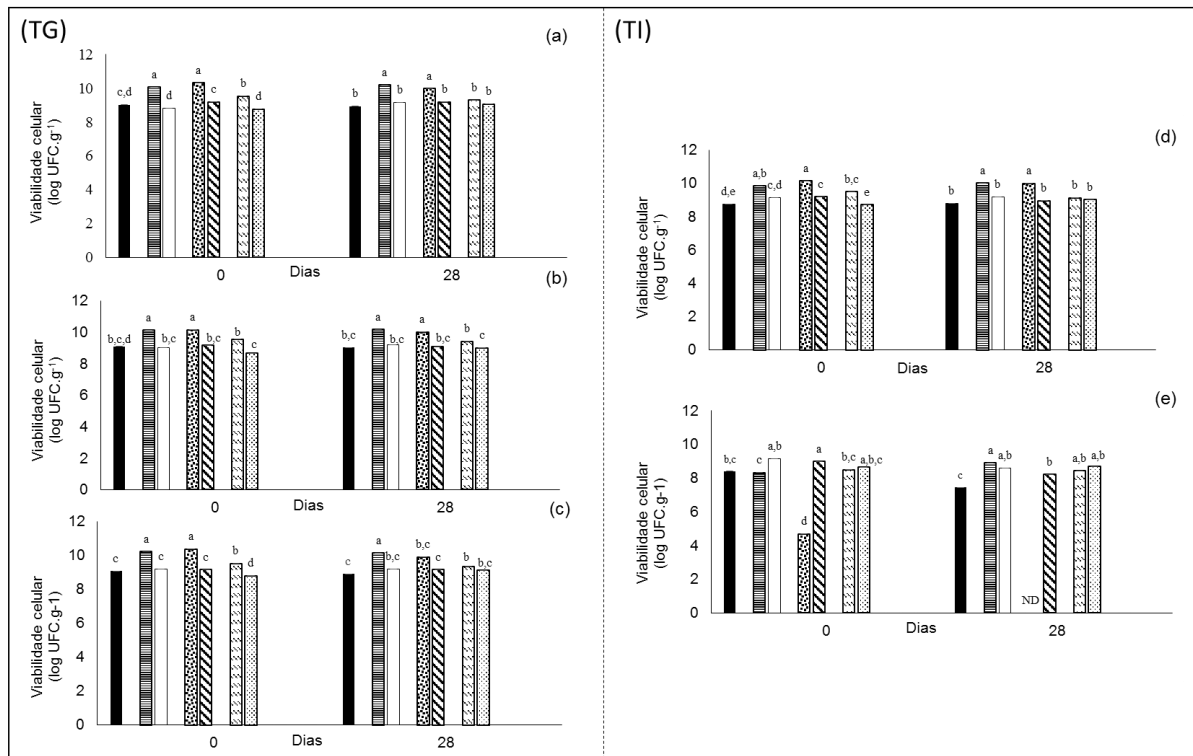 (TG)
(a)
12
10
8
6
4
2
0
Viabilidade celular
(log UFC.g-1)
c,d a d a c b d
b a b a b b b
0 Dias 28
(b)
12
10
8
6
4
2
0
Viabilidade celular
(log UFC.g-1)
b,c,d a b,c a b,c b c
b,c a b,c a b,c b c
0 Dias 28
(c)
12
10
8
6
4
2
0
Viabilidade celular
(log UFC.g-1)
c a c a c b d
c a b,c b,c c b b,c
0 Dias 28
(TI)
(d)
12
10
8
6
4
2
0
Viabilidade celular
(log UFC.g-1)
d,e a,b c,d a c b,c e
b a b a b b b
0 Dias 28
(e)
12
10
8
6
4
2
0
Viabilidade celular
(log UFC.g-1)
b,c c a,b d a b,c a,b,c
c a a,b ND b a,b a,b
0 Dias 28